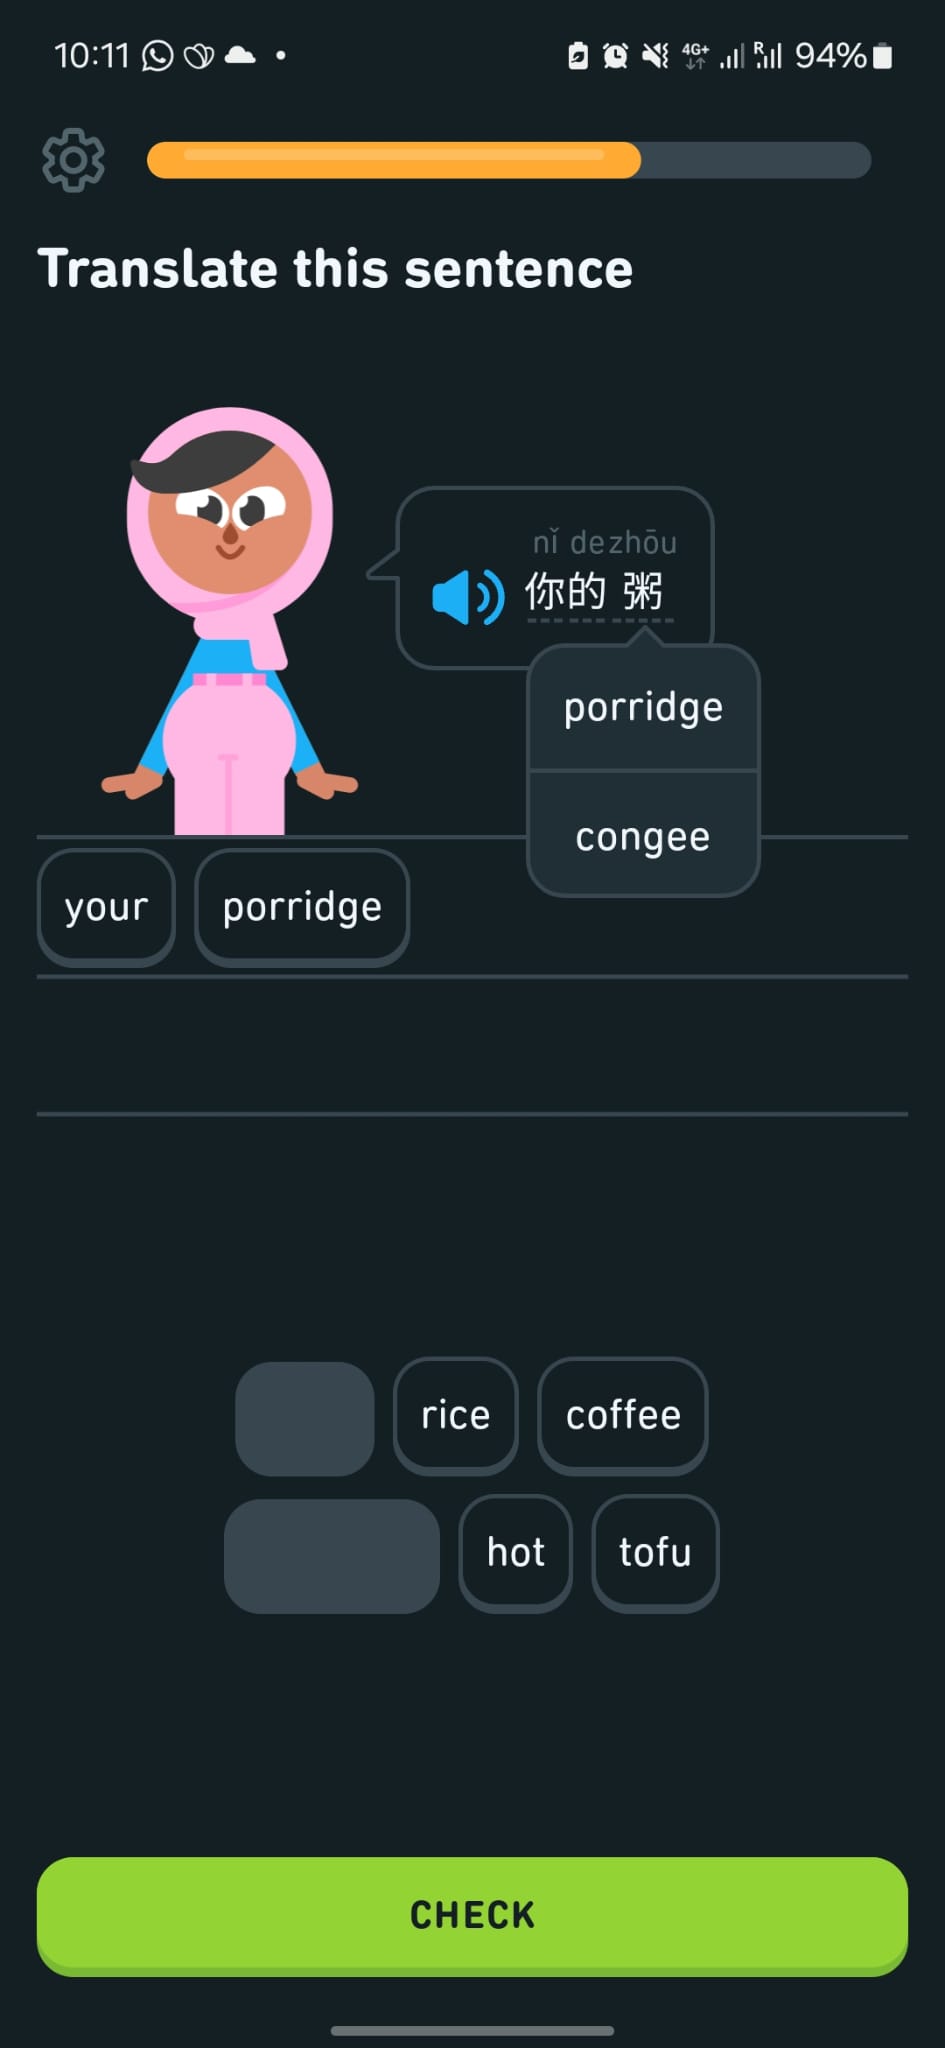 10:11
4G+ R 94%
Translate this sentence
nǐ de zhōu
你的 粥
porridge
congee
your porridge
rice coffee
hot tofu
CHECK